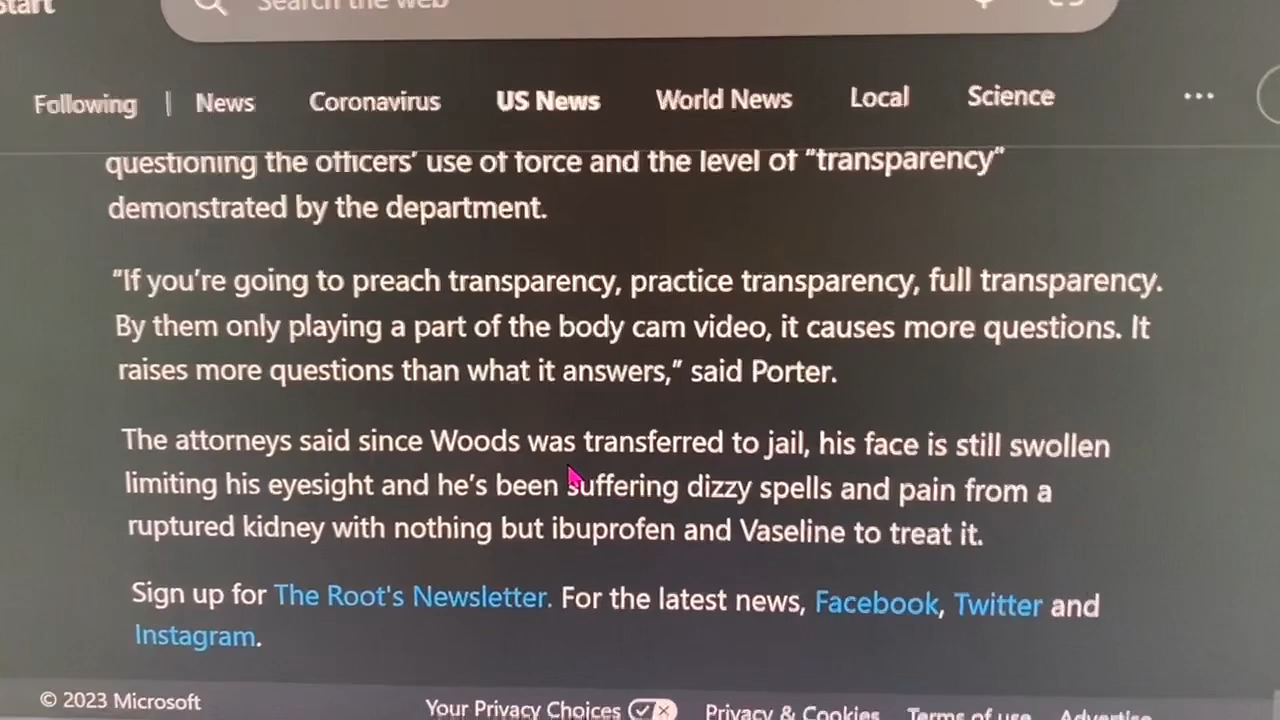 Start
Search the web
Following | News Coronavirus US News World News Local Science ...
questioning the officers' use of force and the level of “transparency”
demonstrated by the department.
“If you're going to preach transparency, practice transparency, full transparency.
By them only playing a part of the body cam video, it causes more questions. It
raises more questions than what it answers,” said Porter.
The attorneys said since Woods was transferred to jail, his face is still swollen
limiting his eyesight and he's been suffering dizzy spells and pain from a
ruptured kidney with nothing but ibuprofen and Vaseline to treat it.
Sign up for The Root's Newsletter. For the latest news, Facebook, Twitter and
Instagram.
© 2023 Microsoft Your Privacy Choices Privacy & Cookies Terms of use Advertise